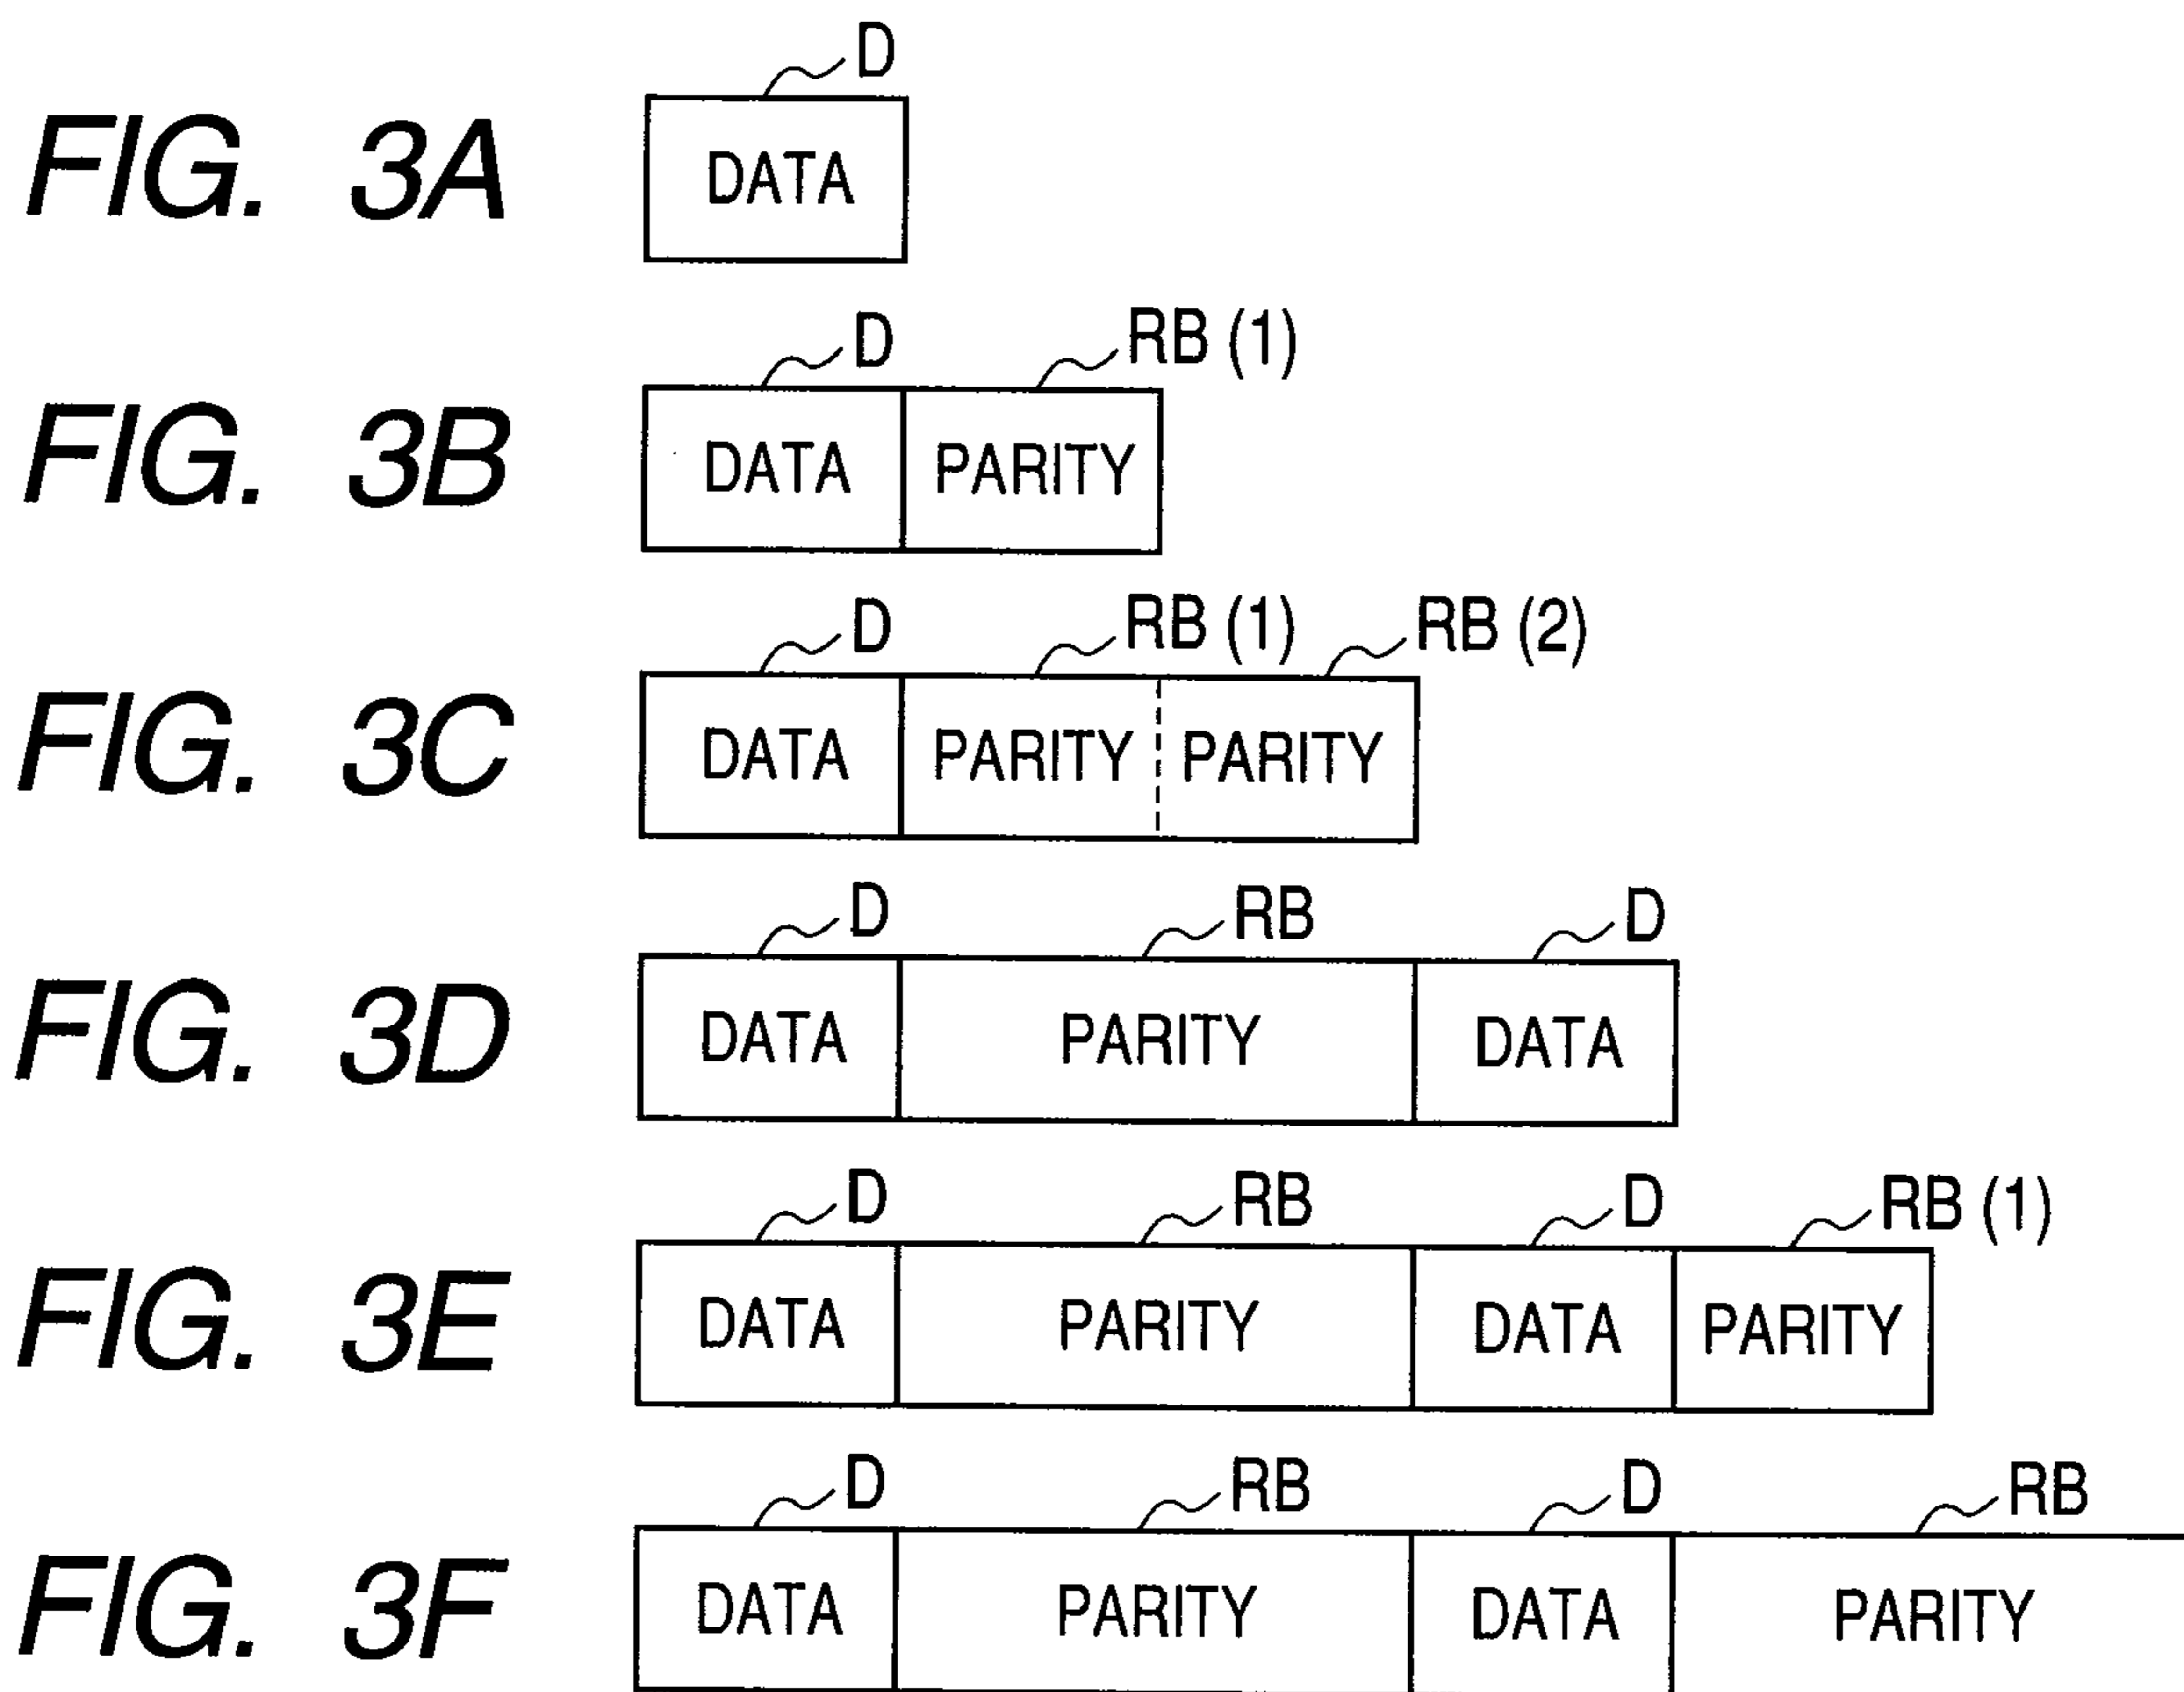 D
FIG. 3A DATA
D RB (1)
FIG. 3B DATA PARITY
D RB (1) RB (2)
FIG. 3C DATA PARITY PARITY
D RB D
FIG. 3D DATA PARITY DATA
D RB D RB (1)
FIG. 3E DATA PARITY DATA PARITY
D RB D RB
FIG. 3F DATA PARITY DATA PARITY